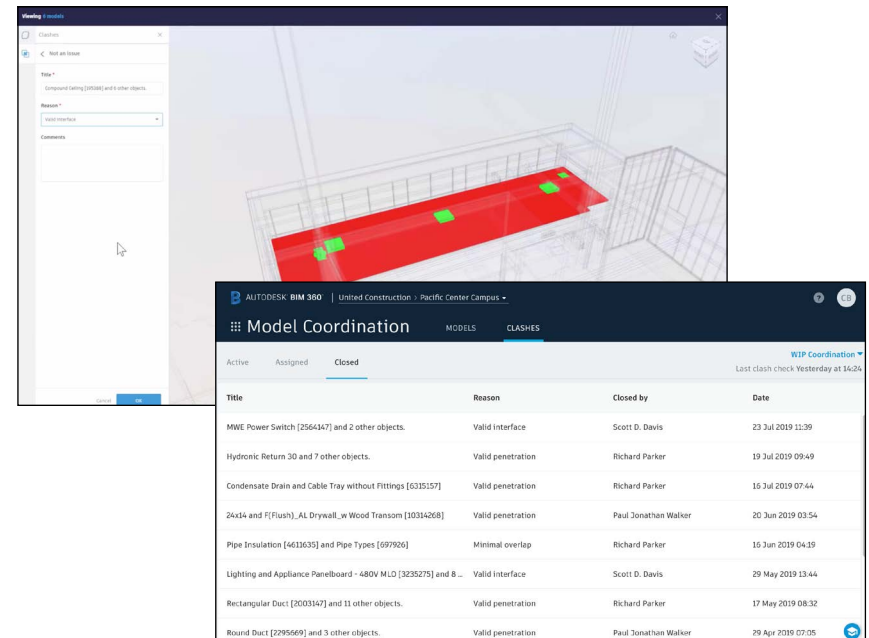 Viewing 6 models
Clashes
Not an issue
Title *
Compound Ceiling [395368] and 6 other objects.
Reason *
Valid interface
Comments
Cancel OK
AUTODESK® BIM 360® | United Construction > Pacific Center Campus
CB
Model Coordination MODELS CLASHES
Active Assigned Closed
WIP Coordination
Last clash check Yesterday at 14:24
Title Reason Closed by Date
MWE Power Switch [2564147] and 2 other objects. Valid interface Scott D. Davis 23 Jul 2019 11:39
Hydronic Return 30 and 7 other objects. Valid penetration Richard Parker 19 Jul 2019 09:49
Condensate Drain and Cable Tray without Fittings [6315157] Valid penetration Richard Parker 16 Jul 2019 07:44
24x14 and F(Flush)_AL Drywall_w Wood Transom [10314268] Valid penetration Paul Jonathan Walker 20 Jun 2019 03:54
Pipe Insulation [4611635] and Pipe Types [697926] Minimal overlap Richard Parker 16 Jun 2019 04:19
Lighting and Appliance Panelboard - 480V MLO [3235275] and 8 ... Valid interface Scott D. Davis 29 May 2019 13:44
Rectangular Duct [2003147] and 11 other objects. Valid penetration Richard Parker 17 May 2019 08:32
Round Duct [2295669] and 3 other objects. Valid penetration Paul Jonathan Walker 29 Apr 2019 07:05